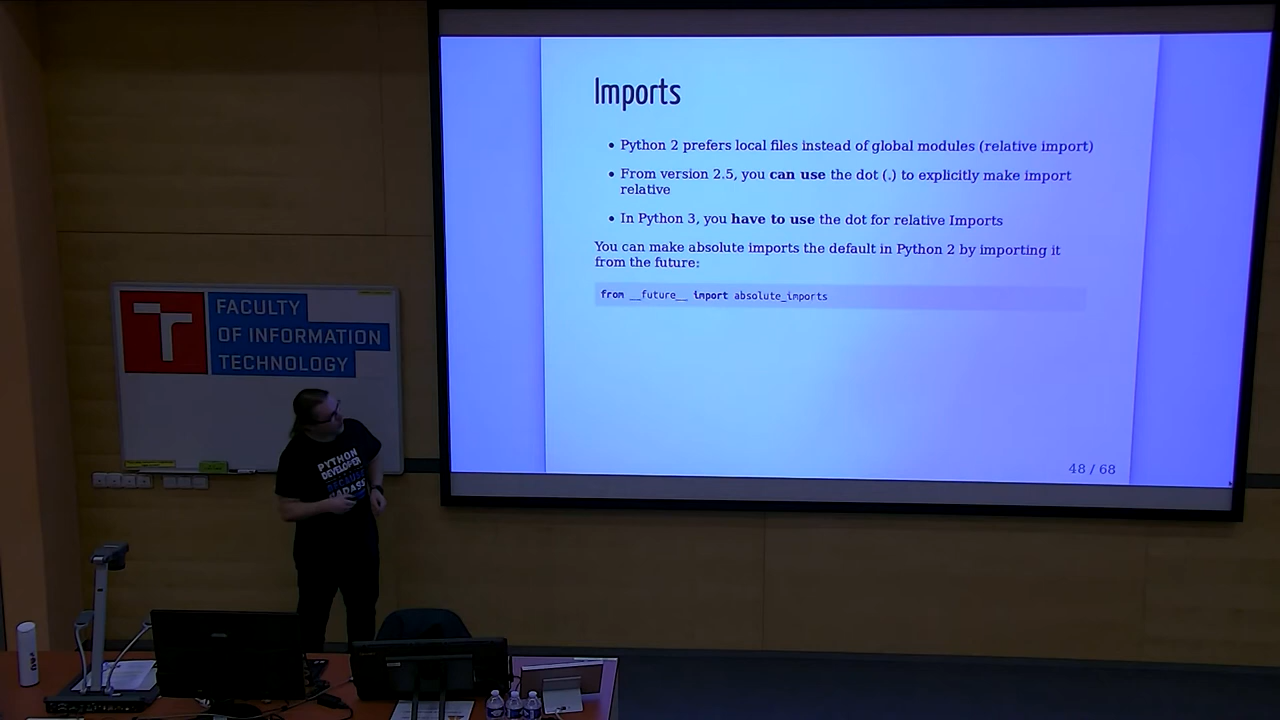 Imports
• Python 2 prefers local files instead of global modules (relative import)
• From version 2.5, you can use the dot (.) to explicitly make import
relative
• In Python 3, you have to use the dot for relative Imports
You can make absolute imports the default in Python 2 by importing it
from the future:
from __future__ import absolute_imports
48 / 68
FACULTY
OF INFORMATION
TECHNOLOGY
PYTHON
DEVELOPER
BECAUSE
BADASS